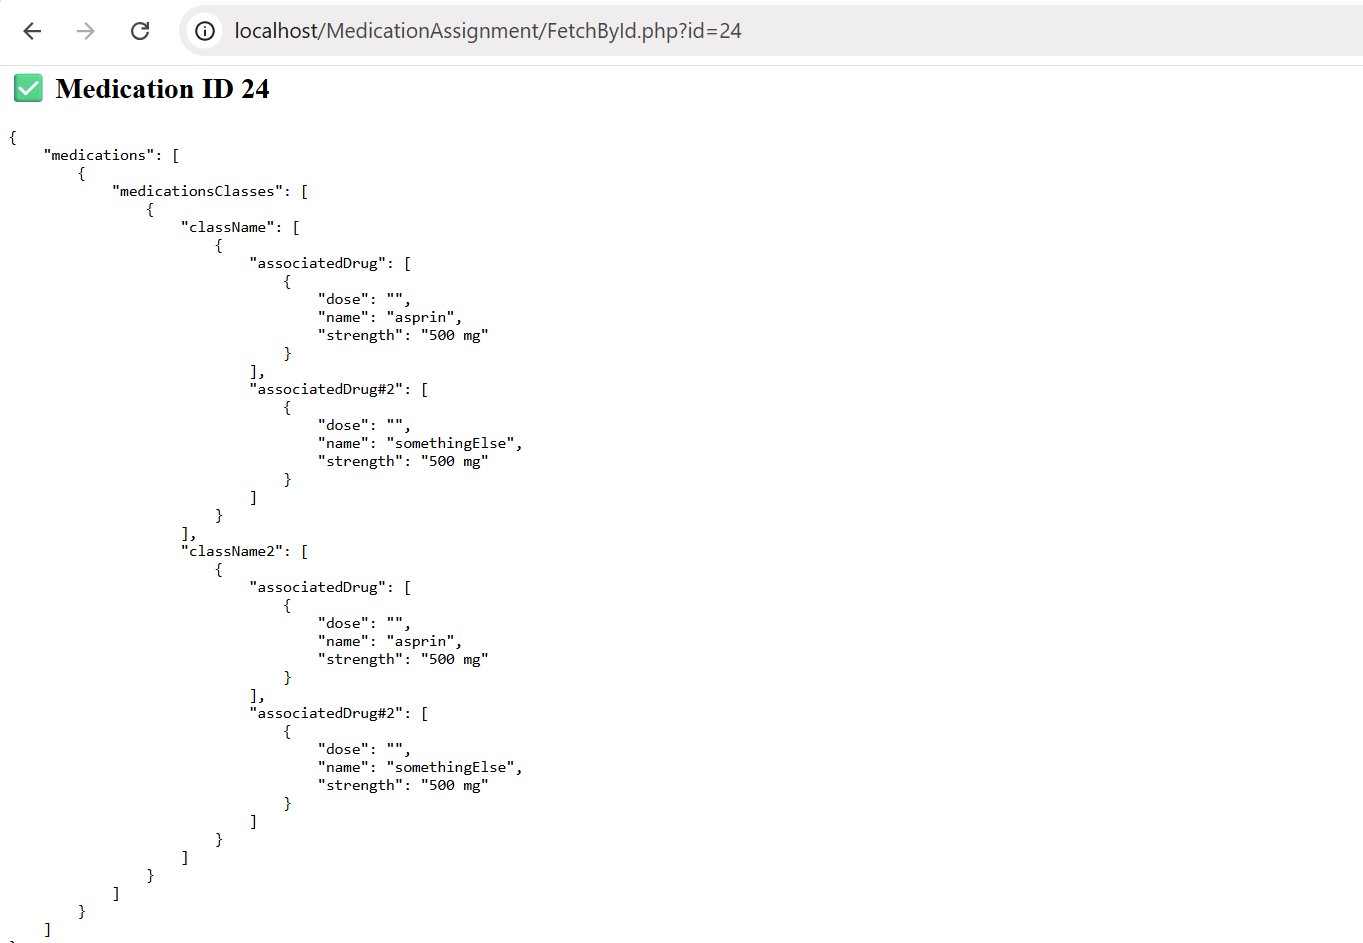 localhost/MedicationAssignment/FetchById.php?id=24
✅ Medication ID 24
{
    "medications": [
        {
            "medicationsClasses": [
                {
                    "className": [
                        {
                            "associatedDrug": [
                                {
                                    "dose": "",
                                    "name": "asprin",
                                    "strength": "500 mg"
                                }
                            ],
                            "associatedDrug#2": [
                                {
                                    "dose": "",
                                    "name": "somethingElse",
                                    "strength": "500 mg"
                                }
                            ]
                        }
                    ],
                    "className2": [
                        {
                            "associatedDrug": [
                                {
                                    "dose": "",
                                    "name": "asprin",
                                    "strength": "500 mg"
                                }
                            ],
                            "associatedDrug#2": [
                                {
                                    "dose": "",
                                    "name": "somethingElse",
                                    "strength": "500 mg"
                                }
                            ]
                        }
                    ]
                }
            ]
        }
    ]